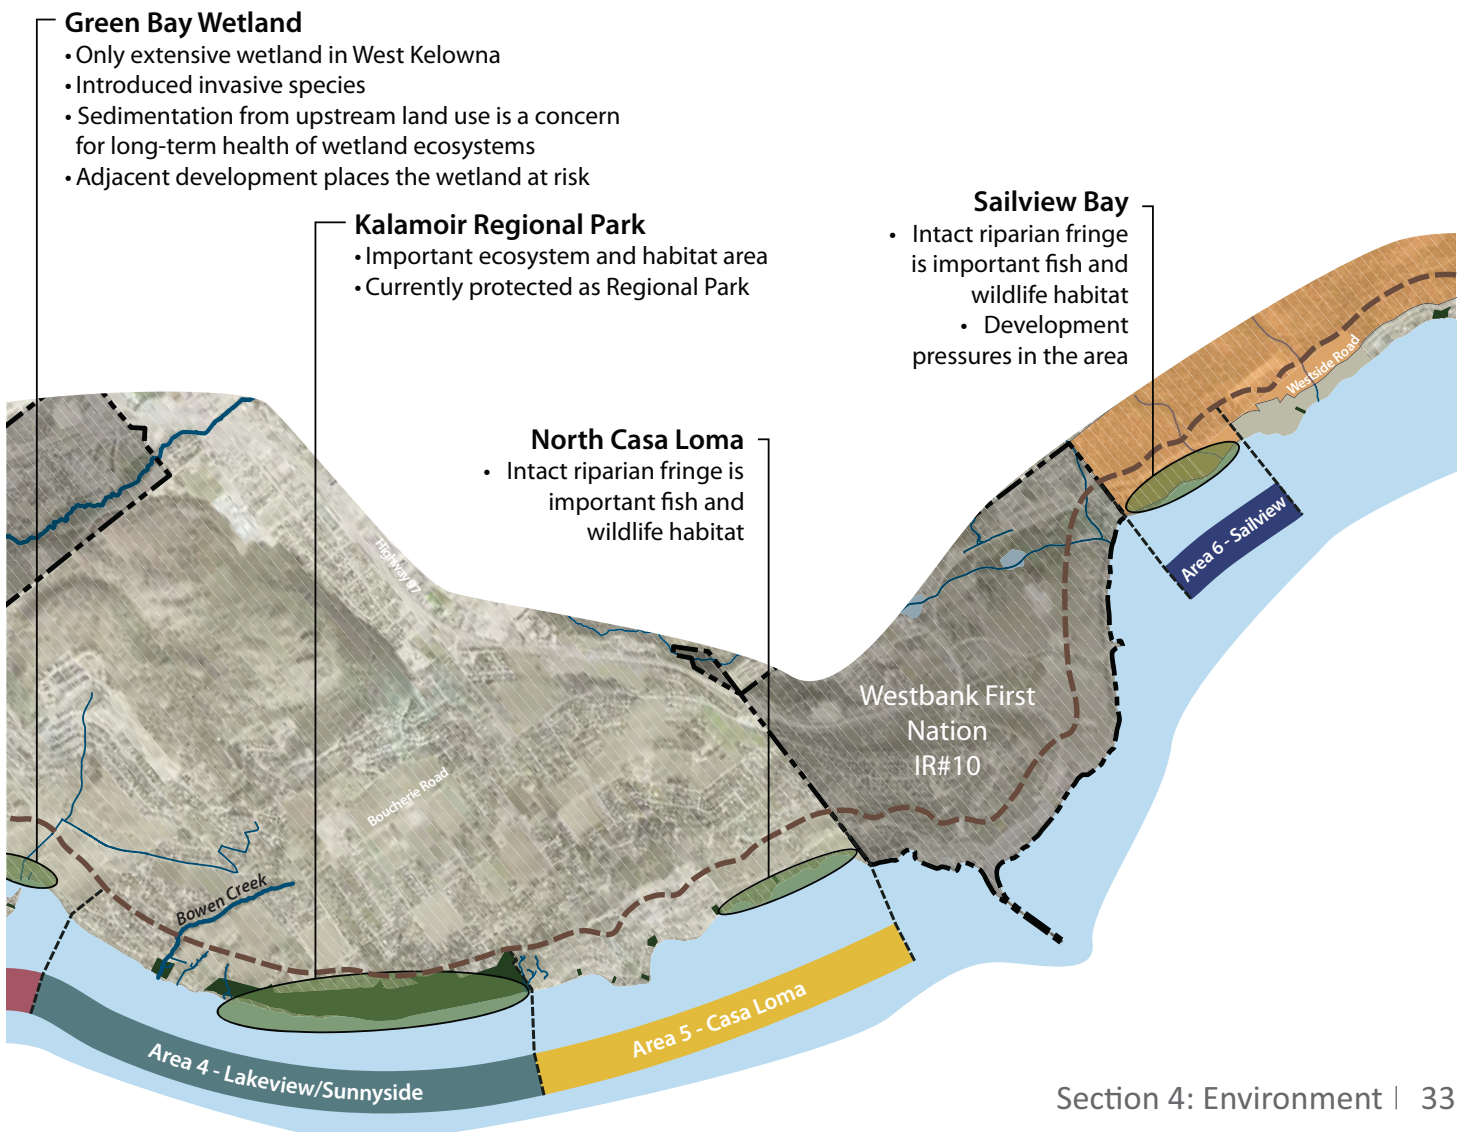 Green Bay Wetland
• Only extensive wetland in West Kelowna
• Introduced invasive species
• Sedimentation from upstream land use is a concern
for long-term health of wetland ecosystems
• Adjacent development places the wetland at risk
Kalamoir Regional Park
• Important ecosystem and habitat area
• Currently protected as Regional Park
Sailview Bay
• Intact riparian fringe
is important fish and
wildlife habitat
• Development
pressures in the area
North Casa Loma
• Intact riparian fringe is
important fish and
wildlife habitat
Westside Road
Highway 97
Area 6 - Sailview
Westbank First
Nation
IR#10
Boucherie Road
Bowen Creek
Area 5 - Casa Loma
Area 4 - Lakeview/Sunnyside
Section 4: Environment | 33